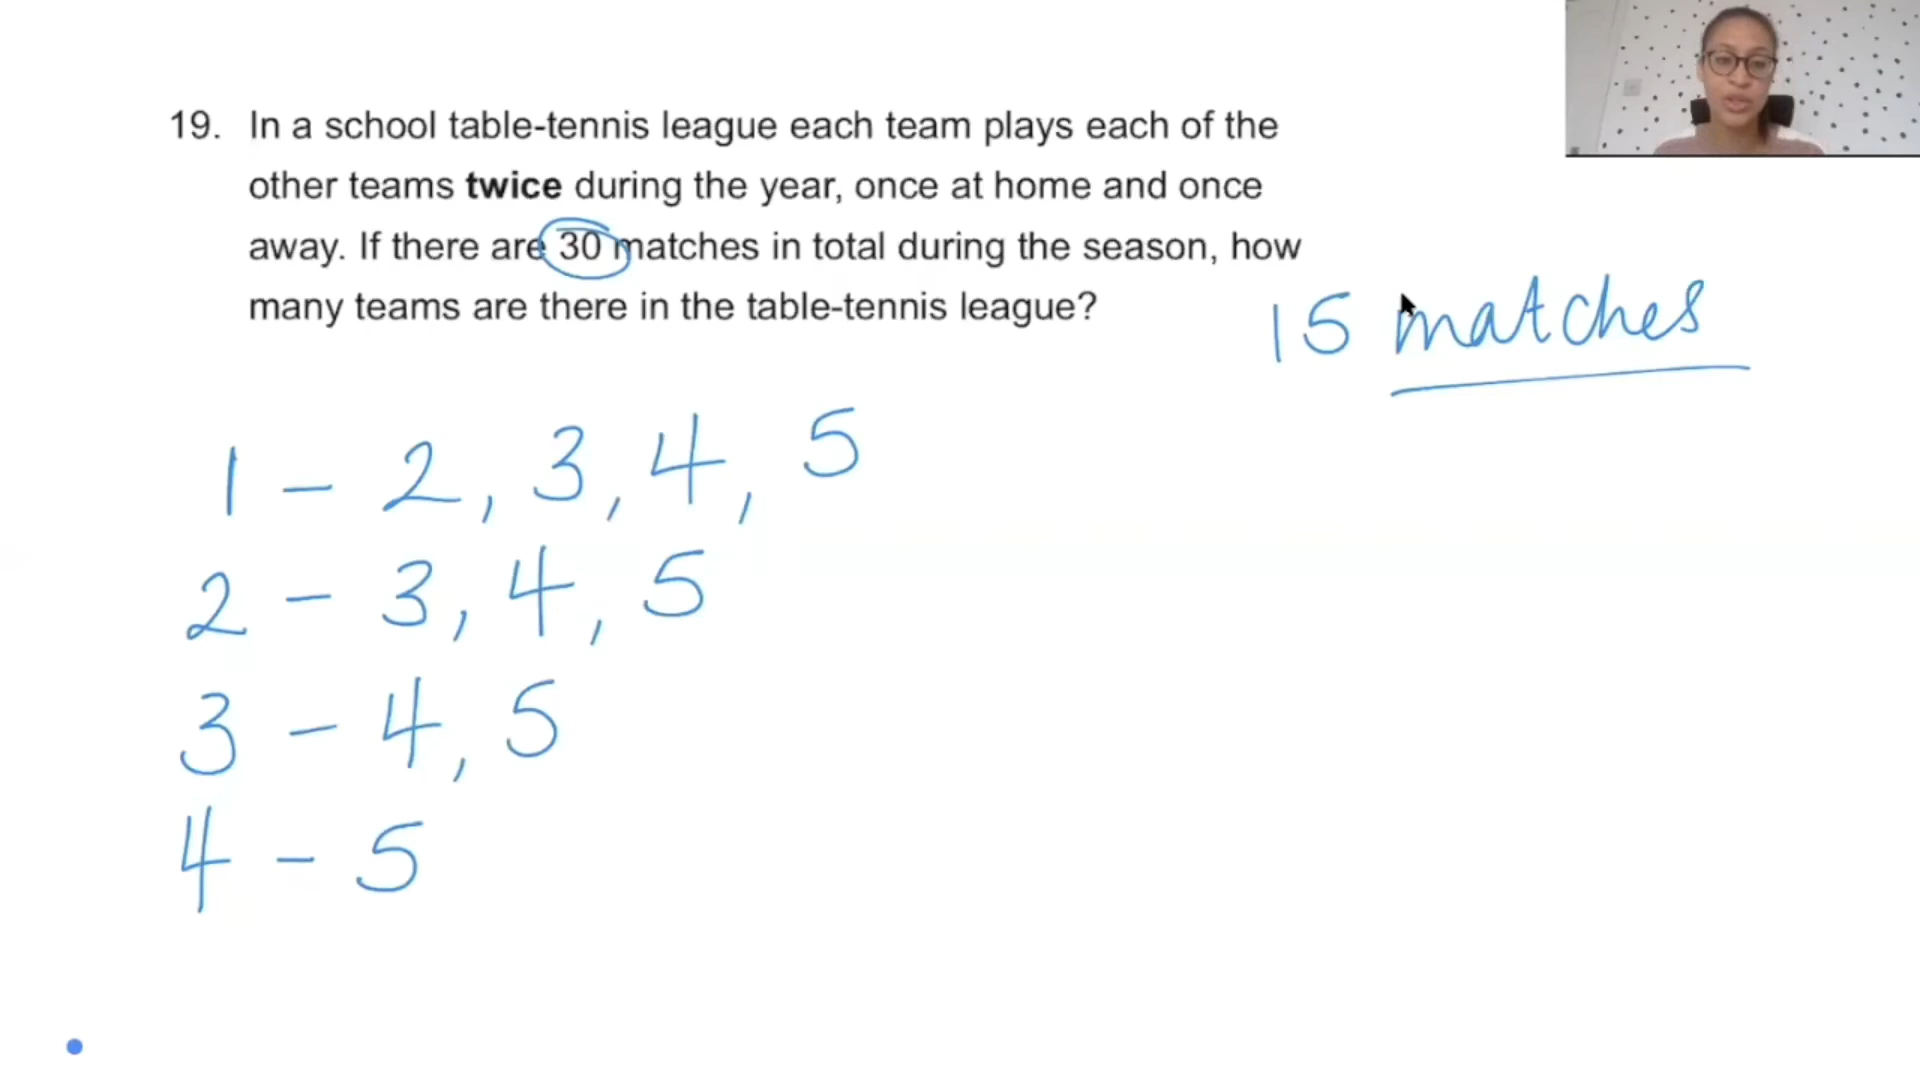 19. In a school table-tennis league each team plays each of the
other teams twice during the year, once at home and once
away. If there are 30 matches in total during the season, how
many teams are there in the table-tennis league?
15 matches
1 - 2, 3, 4, 5
2 - 3, 4, 5
3 - 4, 5
4 - 5